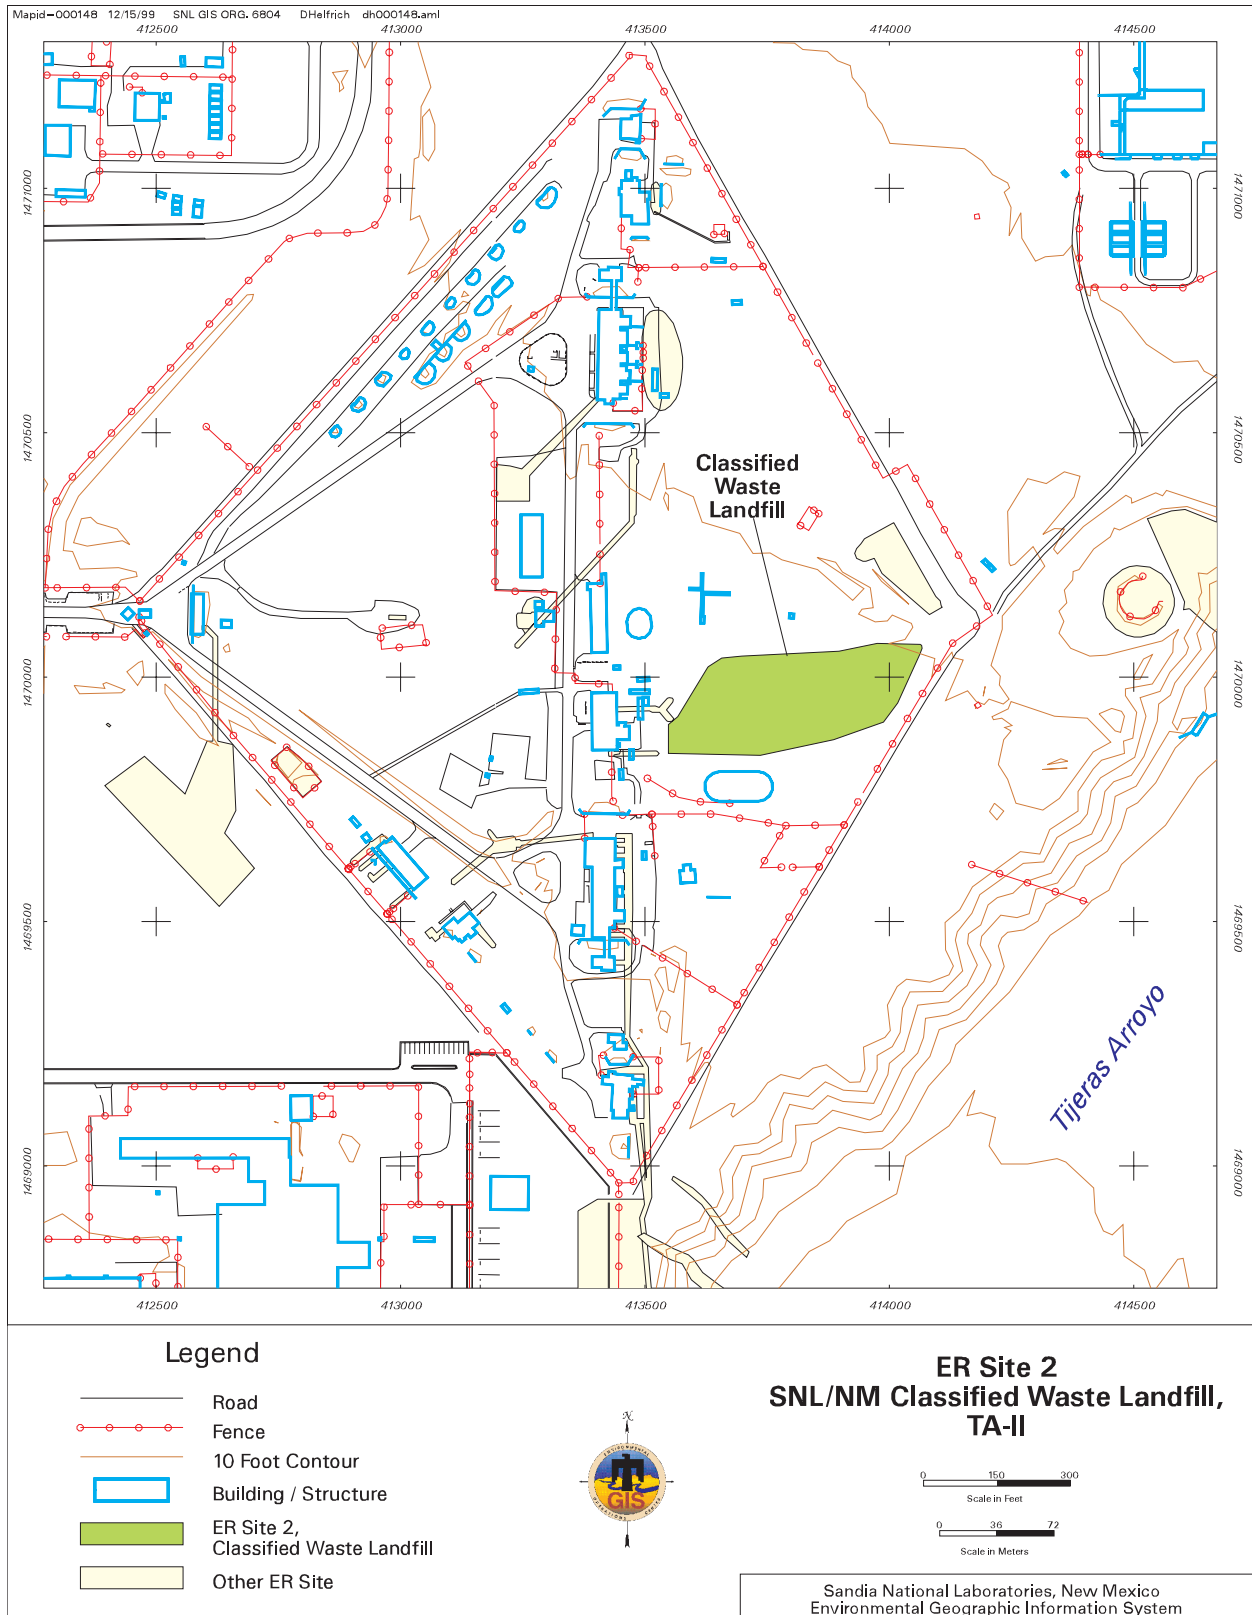 Mapid-000148 12/15/99 SNL GIS ORG. 6804 DHelfrich dh000148.aml
412500 413000 413500 414000 414500
1471000 1471000
1470500 1470500
Classified
Waste
Landfill
1470000 1470000
1469500 1469500
Tijeras Arroyo
1469000 1469000
412500 413000 413500 414000 414500
Legend
Road
Fence
10 Foot Contour
Building / Structure
ER Site 2,
Classified Waste Landfill
Other ER Site
N
ENVIRONMENTAL
GIS
OPERATIONS CENTER
ER Site 2
SNL/NM Classified Waste Landfill,
TA-II
0 150 300
Scale in Feet
0 36 72
Scale in Meters
Sandia National Laboratories, New Mexico
Environmental Geographic Information System